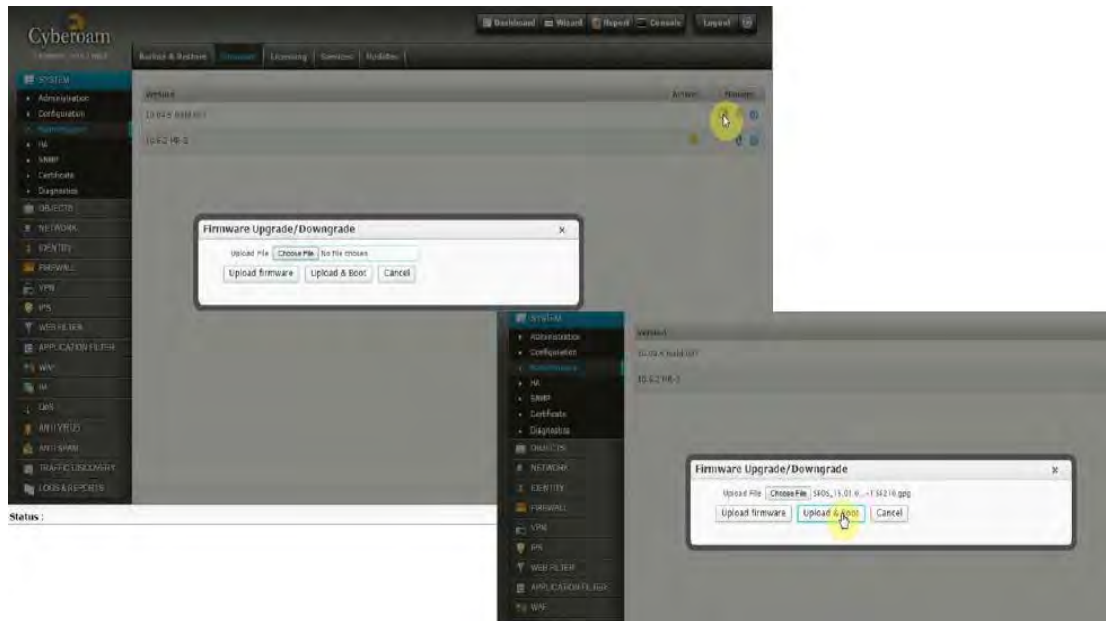 Cyberoam
Dashboard Wizard Report Console Logout
Backup & Restore Firmware Licensing Services Updates
SYSTEM
Administration
Configuration
Maintenance
HA
SNMP
Certificate
Diagnostics
OBJECTS
NETWORK
IDENTITY
FIREWALL
VPN
IPS
WEB FILTER
APPLICATION FILTER
WAF
IM
QoS
ANTI VIRUS
ANTI SPAM
TRAFFIC DISCOVERY
LOGS & REPORTS
Version Active Manage
10.6.2 MR-2
Firmware Upgrade/Downgrade x
Upload File Choose File No file chosen
Upload firmware Upload & Boot Cancel
Status :
SYSTEM
Administration
Configuration
Maintenance
HA
SNMP
Certificate
Diagnostics
OBJECTS
NETWORK
IDENTITY
FIREWALL
VPN
IPS
WEB FILTER
APPLICATION FILTER
WAF
Version
10.6.2 MR-2
Firmware Upgrade/Downgrade x
Upload File Choose File
Upload firmware Upload & Boot Cancel